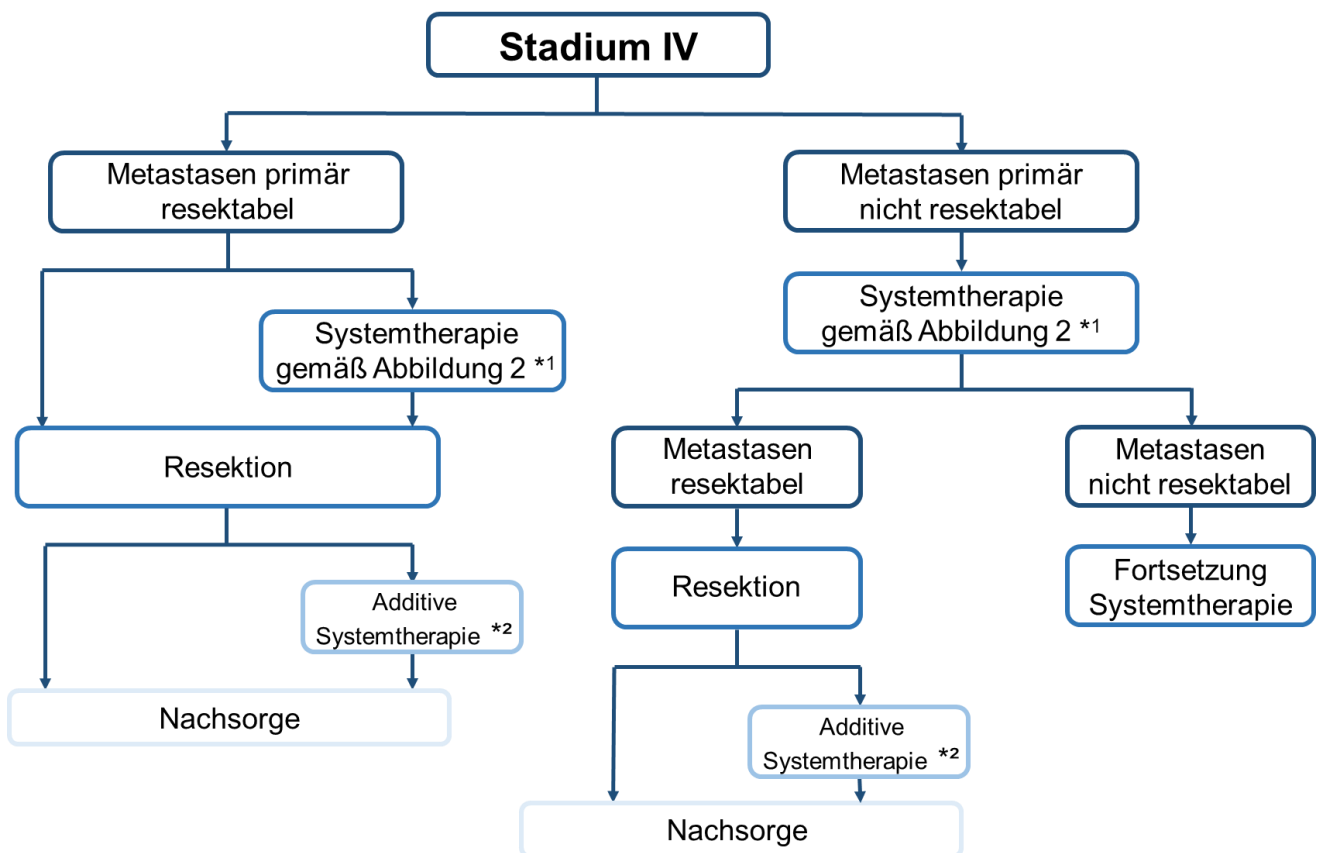 Stadium IV
Metastasen primär
resektabel
Metastasen primär
nicht resektabel
Systemtherapie
gemäß Abbildung 2 *¹
Systemtherapie
gemäß Abbildung 2 *¹
Resektion
Metastasen
resektabel
Metastasen
nicht resektabel
Resektion
Fortsetzung
Systemtherapie
Additive
Systemtherapie *²
Nachsorge
Additive
Systemtherapie *²
Nachsorge